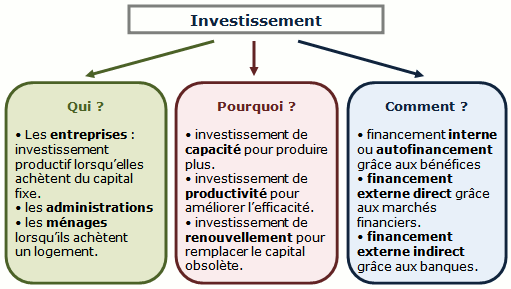 Investissement
Qui ?
• Les entreprises :
investissement
productif lorsqu'elles
achètent du capital
fixe.
• les administrations
• les ménages
lorsqu'ils achètent
un logement.
Pourquoi ?
• investissement de
capacité pour produire
plus.
• investissement de
productivité pour
améliorer l'efficacité.
• investissement de
renouvellement pour
remplacer le capital
obsolète.
Comment ?
• financement interne
ou autofinancement
grâce aux bénéfices
• financement
externe direct grâce
aux marchés
financiers.
• financement
externe indirect
grâce aux banques.